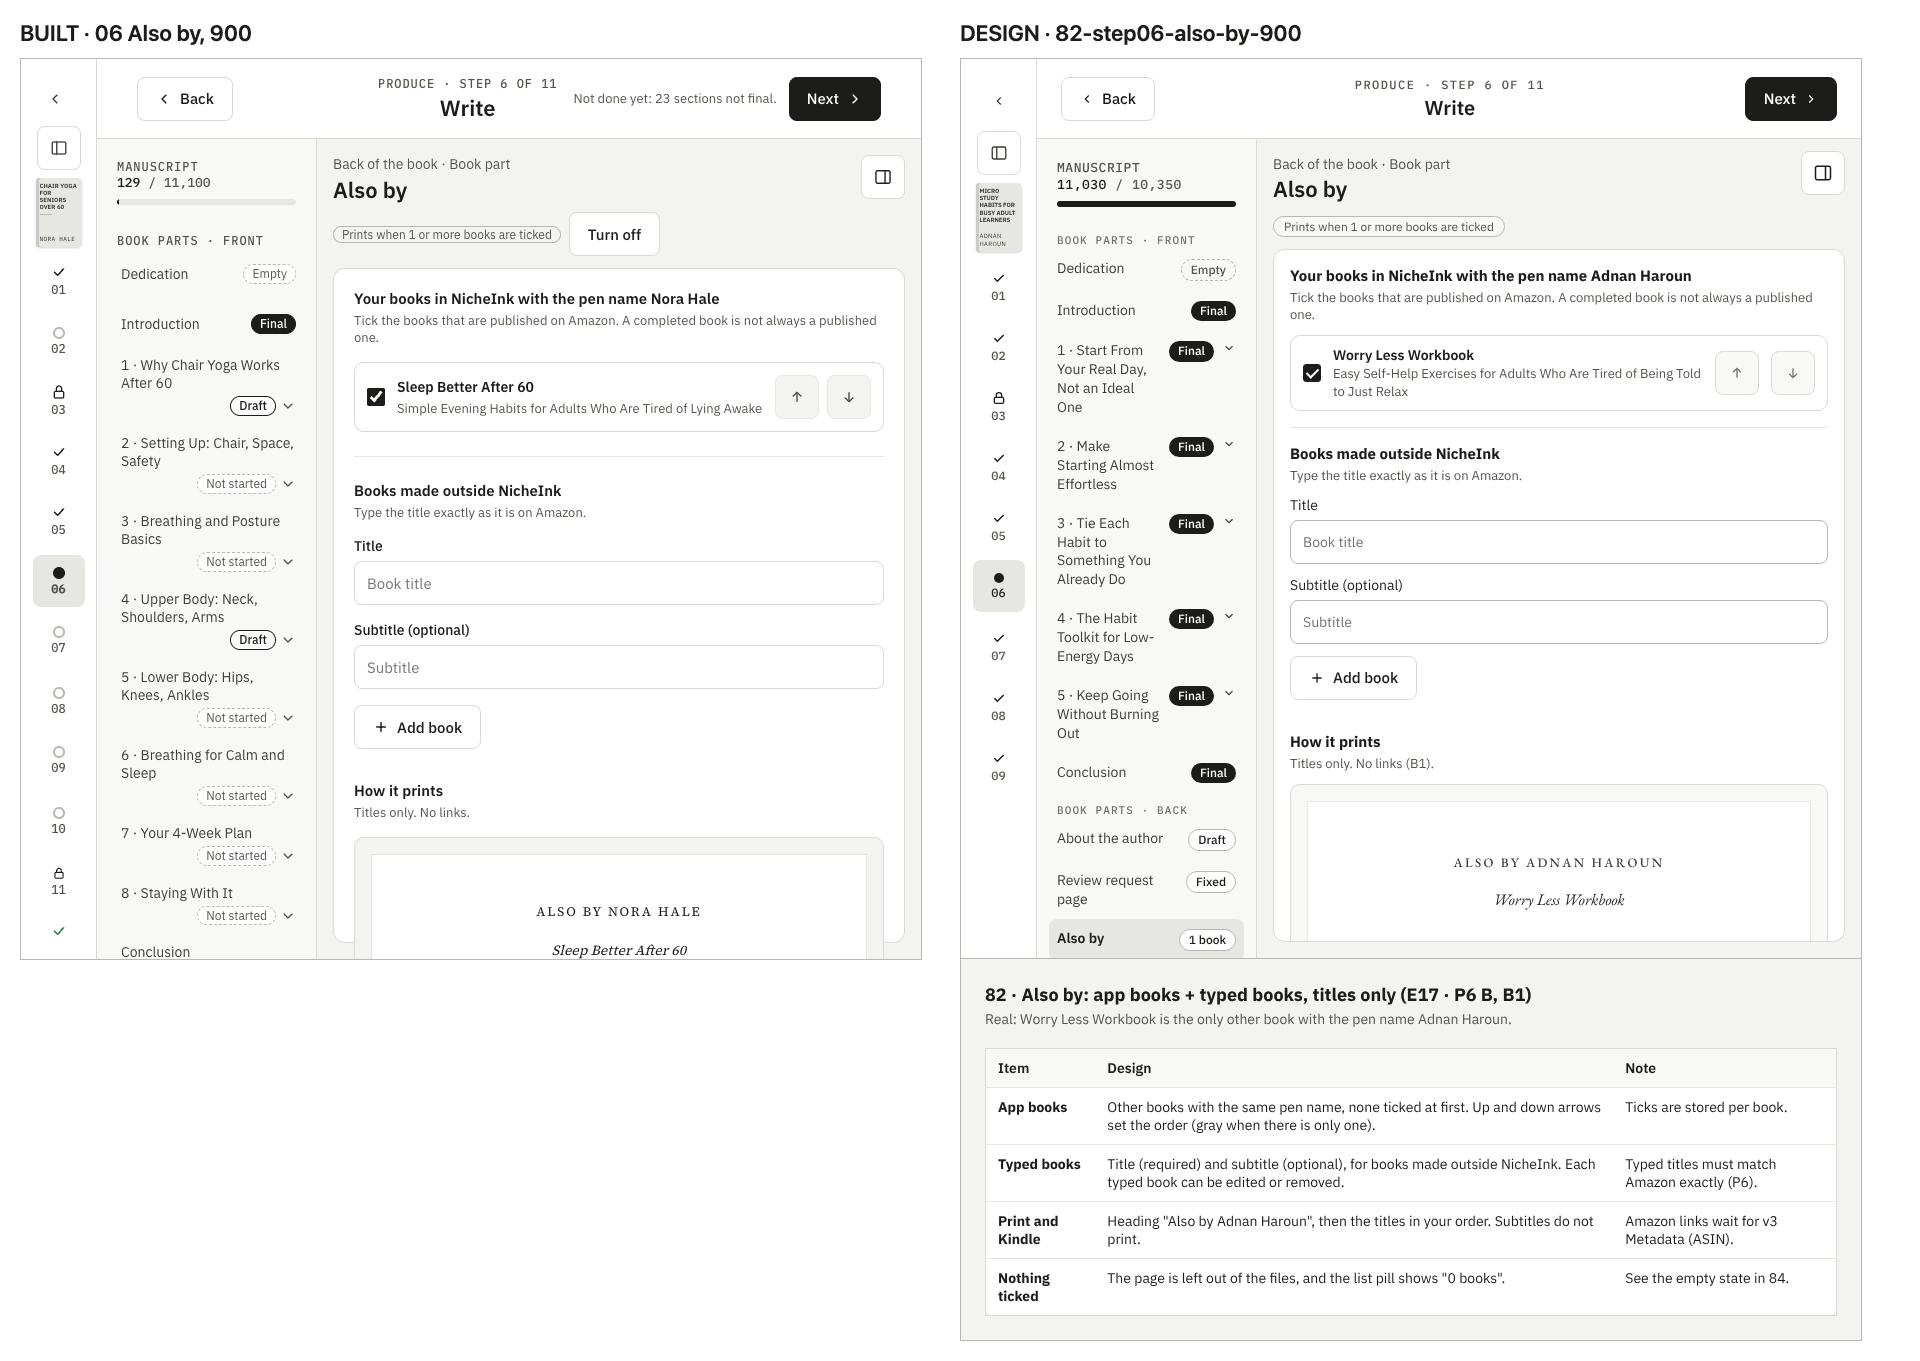 BUILT · 06 Also by, 900
Back
PRODUCE · STEP 6 OF 11
Write
Not done yet: 23 sections not final.
Next
CHAIR YOGA
FOR
SENIORS
OVER 60
NORA HALE
01
02
03
04
05
06
07
08
09
10
11
MANUSCRIPT
129 / 11,100
BOOK PARTS · FRONT
Dedication
Empty
Introduction
Final
1 · Why Chair Yoga Works
After 60
Draft
2 · Setting Up: Chair, Space,
Safety
Not started
3 · Breathing and Posture
Basics
Not started
4 · Upper Body: Neck,
Shoulders, Arms
Draft
5 · Lower Body: Hips,
Knees, Ankles
Not started
6 · Breathing for Calm and
Sleep
Not started
7 · Your 4-Week Plan
Not started
8 · Staying With It
Not started
Conclusion
Back of the book · Book part
Also by
Prints when 1 or more books are ticked
Turn off
Your books in NicheInk with the pen name Nora Hale
Tick the books that are published on Amazon. A completed book is not always a published
one.
Sleep Better After 60
Simple Evening Habits for Adults Who Are Tired of Lying Awake
Books made outside NicheInk
Type the title exactly as it is on Amazon.
Title
Book title
Subtitle (optional)
Subtitle
Add book
How it prints
Titles only. No links.
ALSO BY NORA HALE
Sleep Better After 60
DESIGN · 82-step06-also-by-900
Back
PRODUCE · STEP 6 OF 11
Write
Next
MICRO
STUDY
HABITS FOR
BUSY ADULT
LEARNERS
ADNAN
HAROUN
01
02
03
04
05
06
07
08
09
MANUSCRIPT
11,030 / 10,350
BOOK PARTS · FRONT
Dedication
Empty
Introduction
Final
1 · Start From
Your Real Day,
Not an Ideal
One
Final
2 · Make
Starting Almost
Effortless
Final
3 · Tie Each
Habit to
Something You
Already Do
Final
4 · The Habit
Toolkit for Low-
Energy Days
Final
5 · Keep Going
Without Burning
Out
Final
Conclusion
Final
BOOK PARTS · BACK
About the author
Draft
Review request
page
Fixed
Also by
1 book
Back of the book · Book part
Also by
Prints when 1 or more books are ticked
Your books in NicheInk with the pen name Adnan Haroun
Tick the books that are published on Amazon. A completed book is not always a published
one.
Worry Less Workbook
Easy Self-Help Exercises for Adults Who Are Tired of Being Told
to Just Relax
Books made outside NicheInk
Type the title exactly as it is on Amazon.
Title
Book title
Subtitle (optional)
Subtitle
Add book
How it prints
Titles only. No links (B1).
ALSO BY ADNAN HAROUN
Worry Less Workbook
82 · Also by: app books + typed books, titles only (E17 · P6 B, B1)
Real: Worry Less Workbook is the only other book with the pen name Adnan Haroun.
Item
Design
Note
App books
Other books with the same pen name, none ticked at first. Up and down arrows
set the order (gray when there is only one).
Ticks are stored per book.
Typed books
Title (required) and subtitle (optional), for books made outside NicheInk. Each
typed book can be edited or removed.
Typed titles must match
Amazon exactly (P6).
Print and
Kindle
Heading "Also by Adnan Haroun", then the titles in your order. Subtitles do not
print.
Amazon links wait for v3
Metadata (ASIN).
Nothing
ticked
The page is left out of the files, and the list pill shows "0 books".
See the empty state in 84.